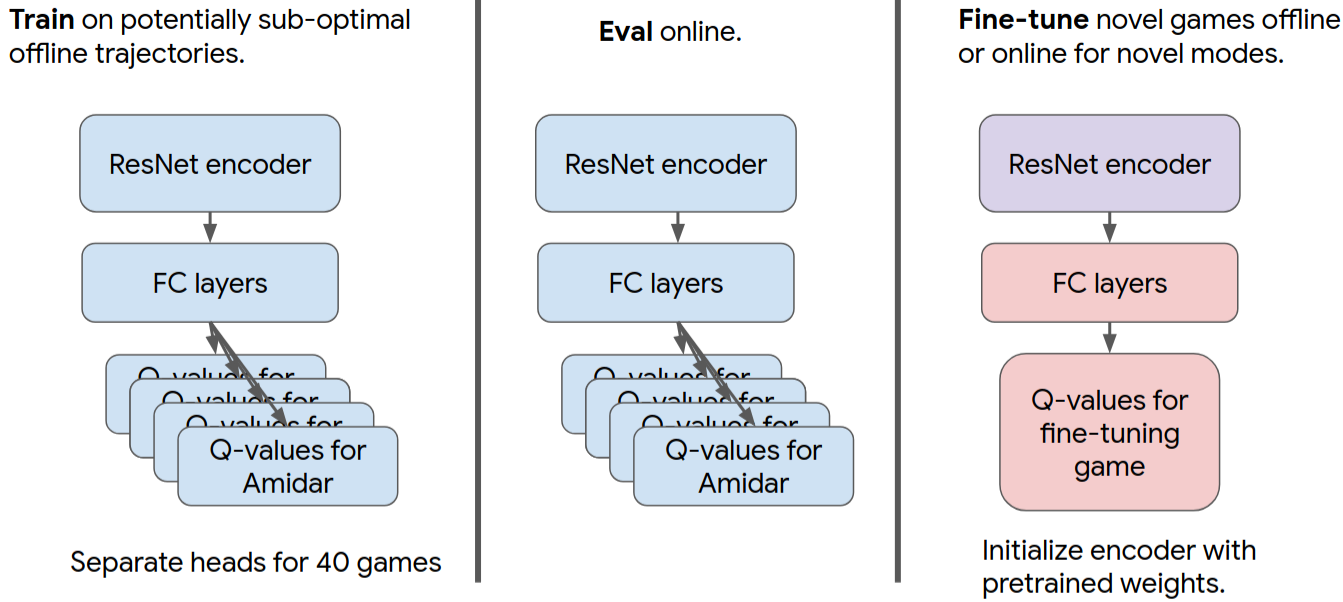 Train on potentially sub-optimal
offline trajectories.
ResNet encoder
FC layers
Q-values for
Q-values for
Q-values for
Q-values for
Amidar
Separate heads for 40 games
Eval online.
ResNet encoder
FC layers
Q-values for
Q-values for
Q-values for
Q-values for
Amidar
Fine-tune novel games offline
or online for novel modes.
ResNet encoder
FC layers
Q-values for
fine-tuning
game
Initialize encoder with
pretrained weights.